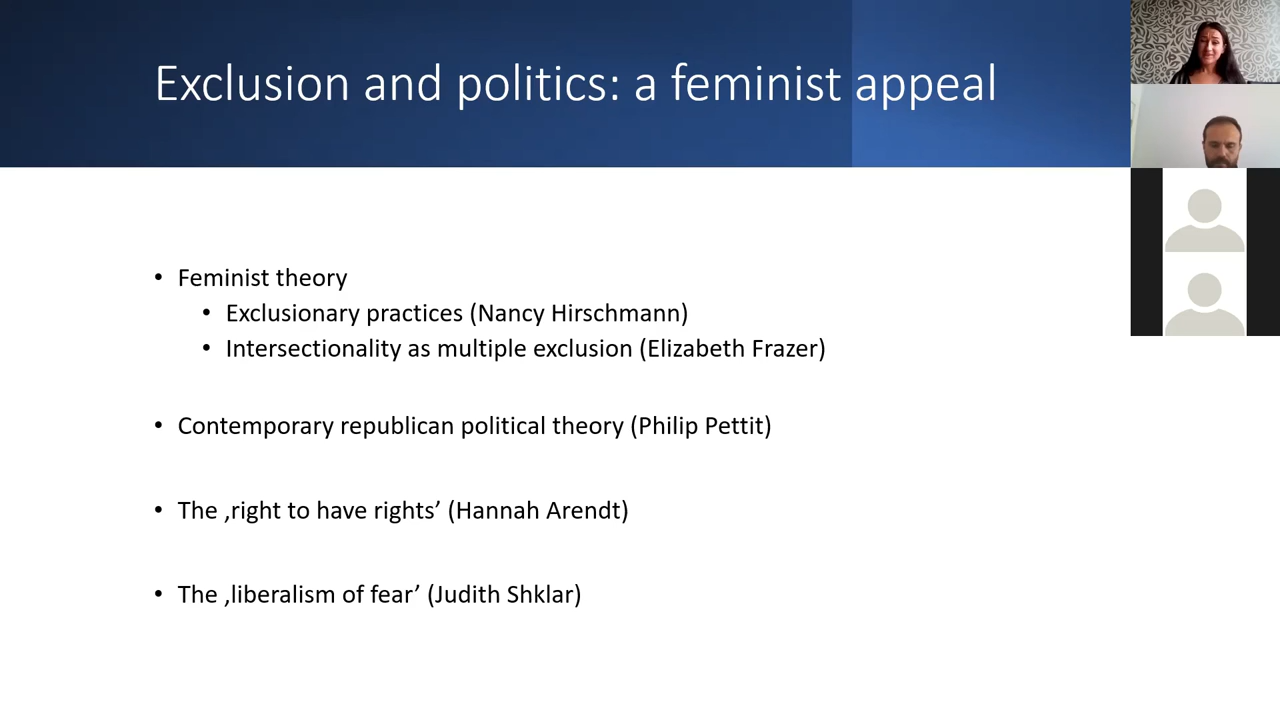 Exclusion and politics: a feminist appeal
• Feminist theory
• Exclusionary practices (Nancy Hirschmann)
• Intersectionality as multiple exclusion (Elizabeth Frazer)
• Contemporary republican political theory (Philip Pettit)
• The ‚right to have rights’ (Hannah Arendt)
• The ‚liberalism of fear’ (Judith Shklar)